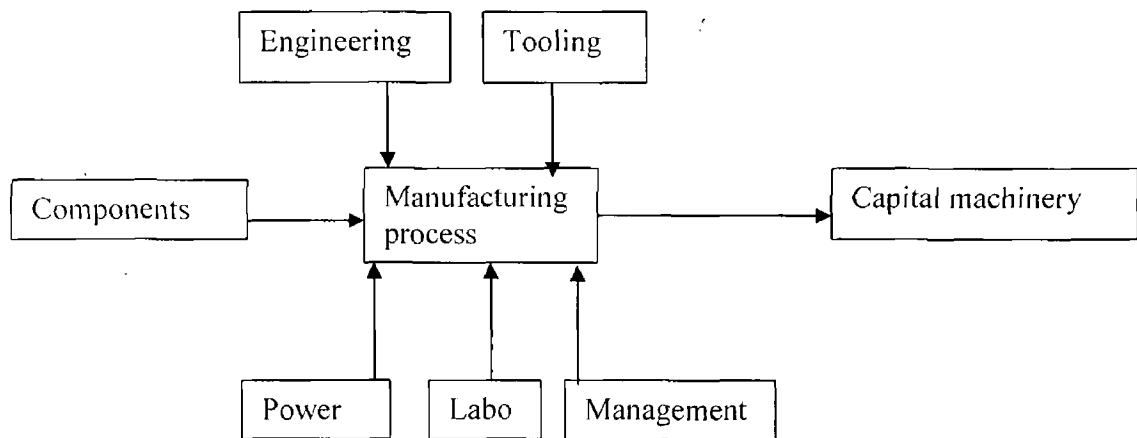 Engineering
Tooling
Components
Manufacturing
process
Capital machinery
Power
Labo
Management